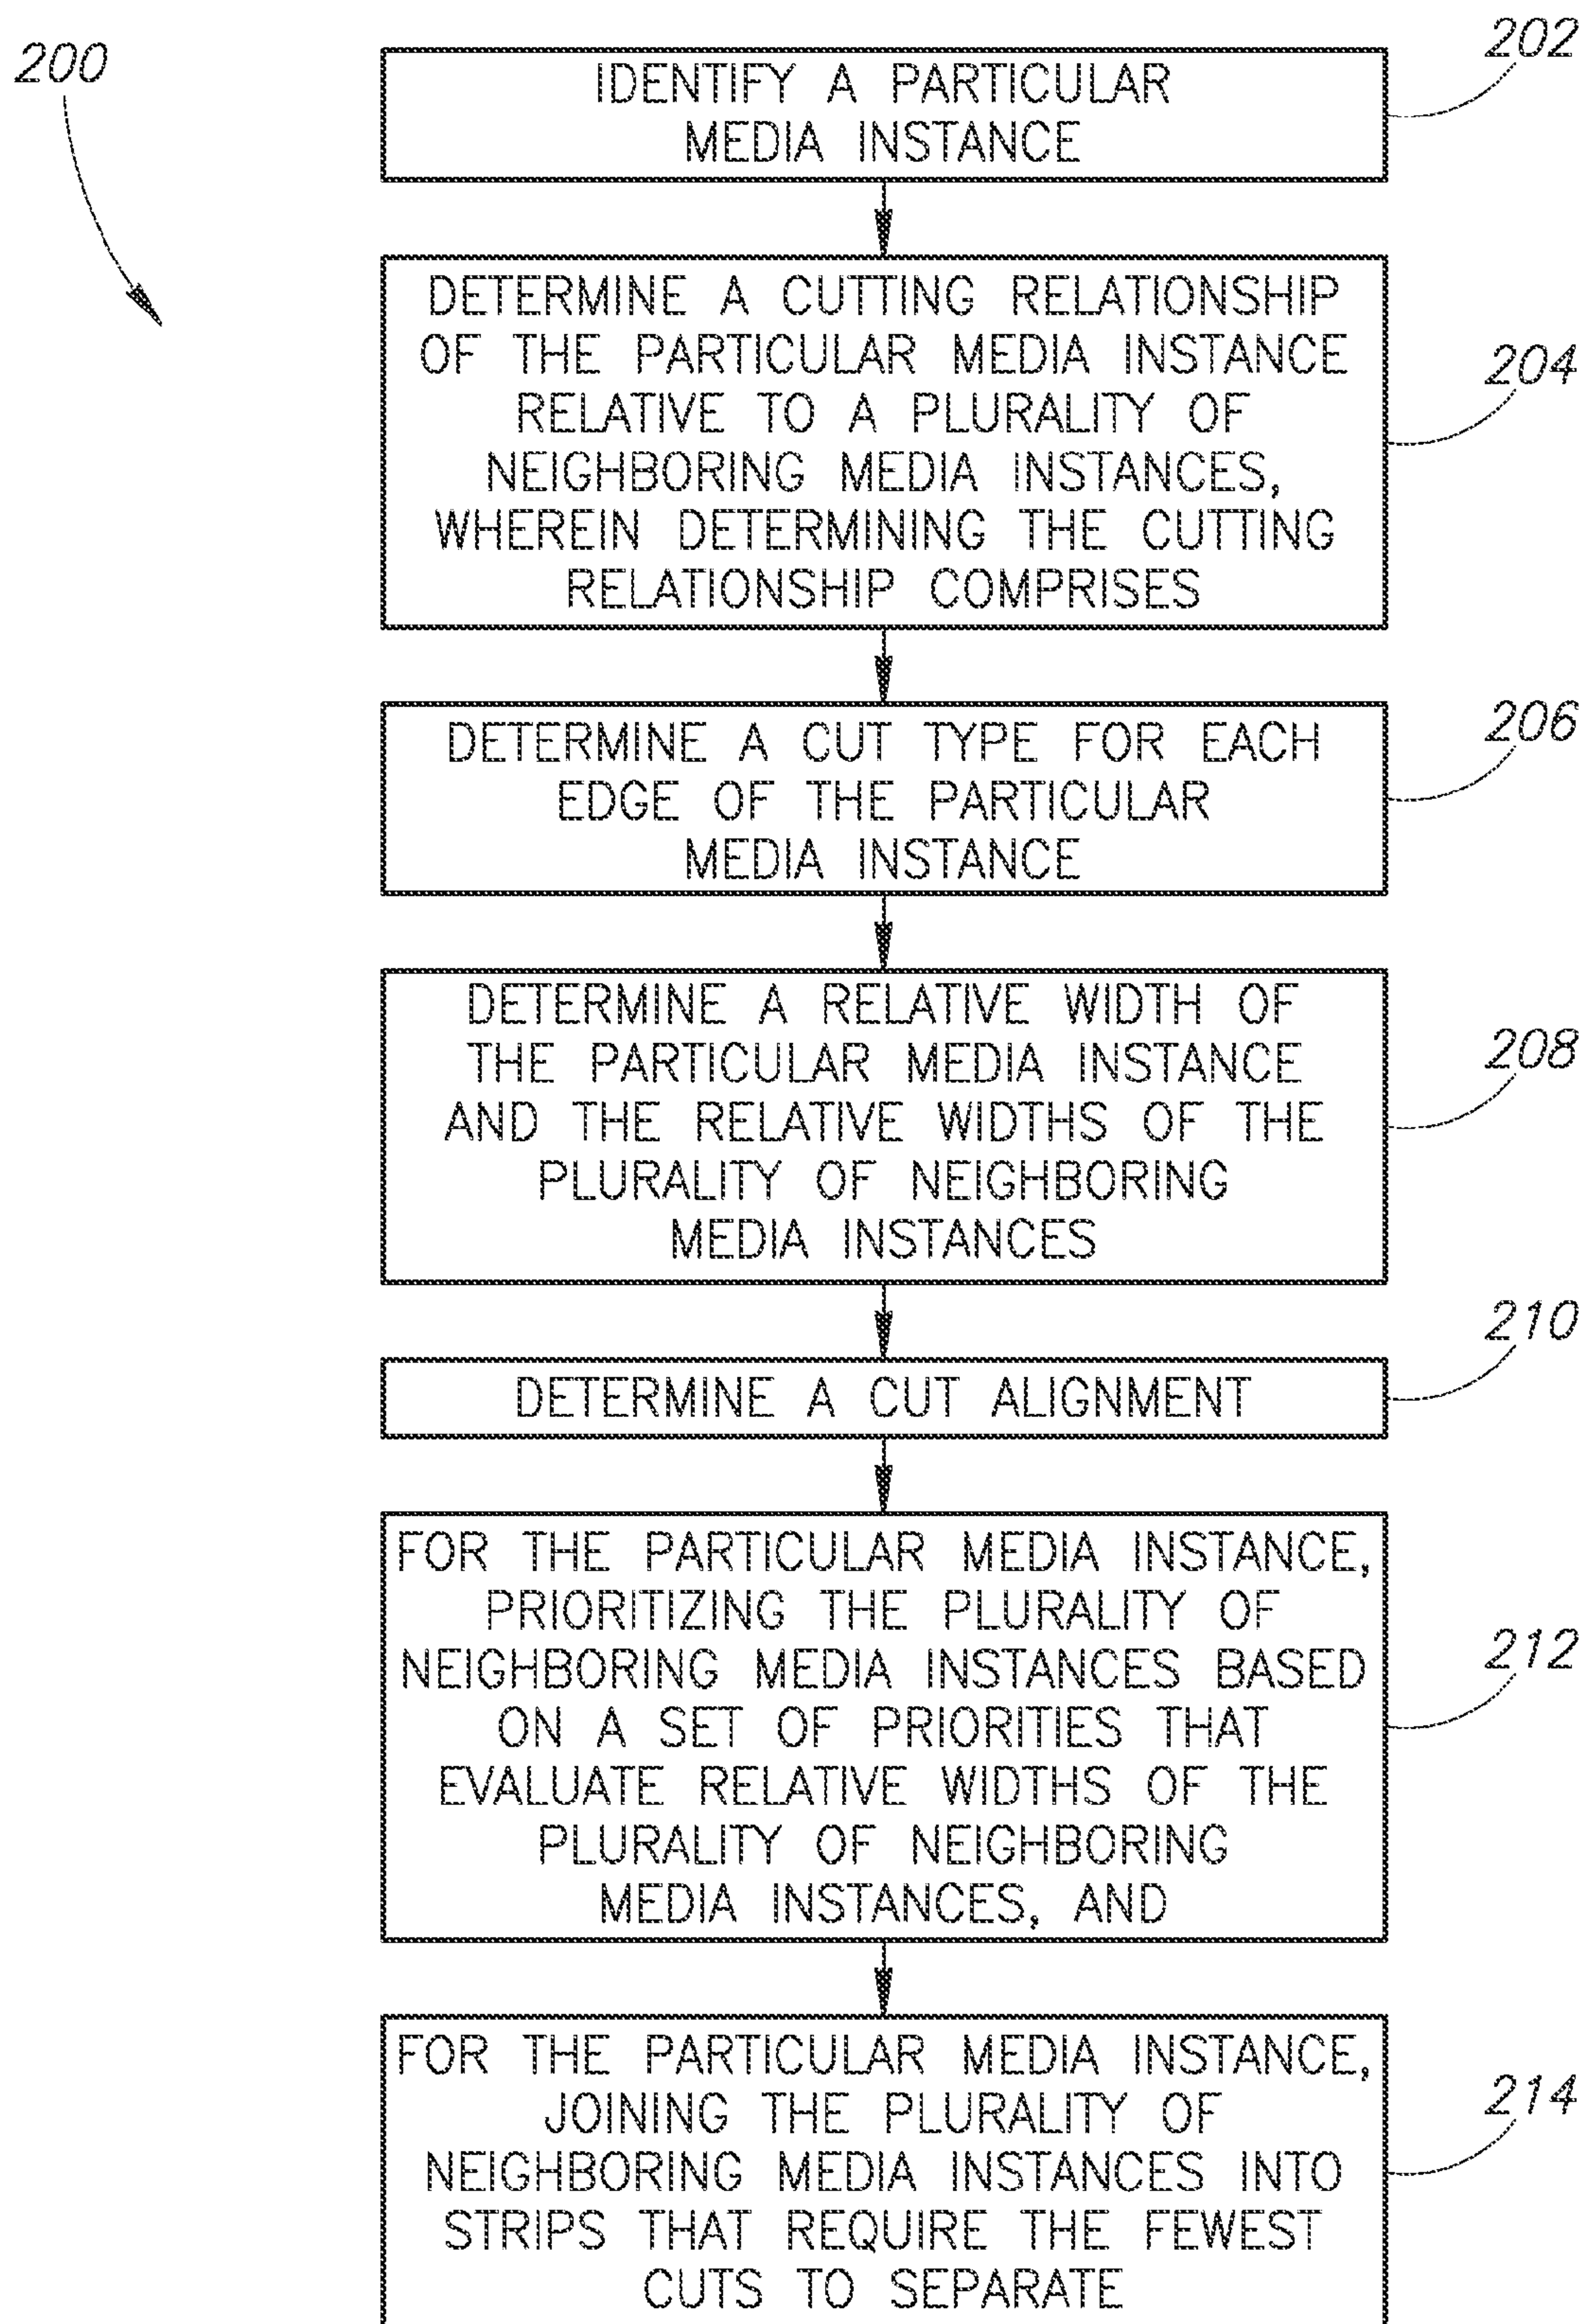 200
202
IDENTIFY A PARTICULAR
MEDIA INSTANCE
DETERMINE A CUTTING RELATIONSHIP
OF THE PARTICULAR MEDIA INSTANCE
RELATIVE TO A PLURALITY OF
NEIGHBORING MEDIA INSTANCES,
WHEREIN DETERMINING THE CUTTING
RELATIONSHIP COMPRISES
204
DETERMINE A CUT TYPE FOR EACH
EDGE OF THE PARTICULAR
MEDIA INSTANCE
206
DETERMINE A RELATIVE WIDTH OF
THE PARTICULAR MEDIA INSTANCE
AND THE RELATIVE WIDTHS OF THE
PLURALITY OF NEIGHBORING
MEDIA INSTANCES
208
DETERMINE A CUT ALIGNMENT
210
FOR THE PARTICULAR MEDIA INSTANCE,
PRIORITIZING THE PLURALITY OF
NEIGHBORING MEDIA INSTANCES BASED
ON A SET OF PRIORITIES THAT
EVALUATE RELATIVE WIDTHS OF THE
PLURALITY OF NEIGHBORING
MEDIA INSTANCES, AND
212
FOR THE PARTICULAR MEDIA INSTANCE,
JOINING THE PLURALITY OF
NEIGHBORING MEDIA INSTANCES INTO
STRIPS THAT REQUIRE THE FEWEST
CUTS TO SEPARATE
214